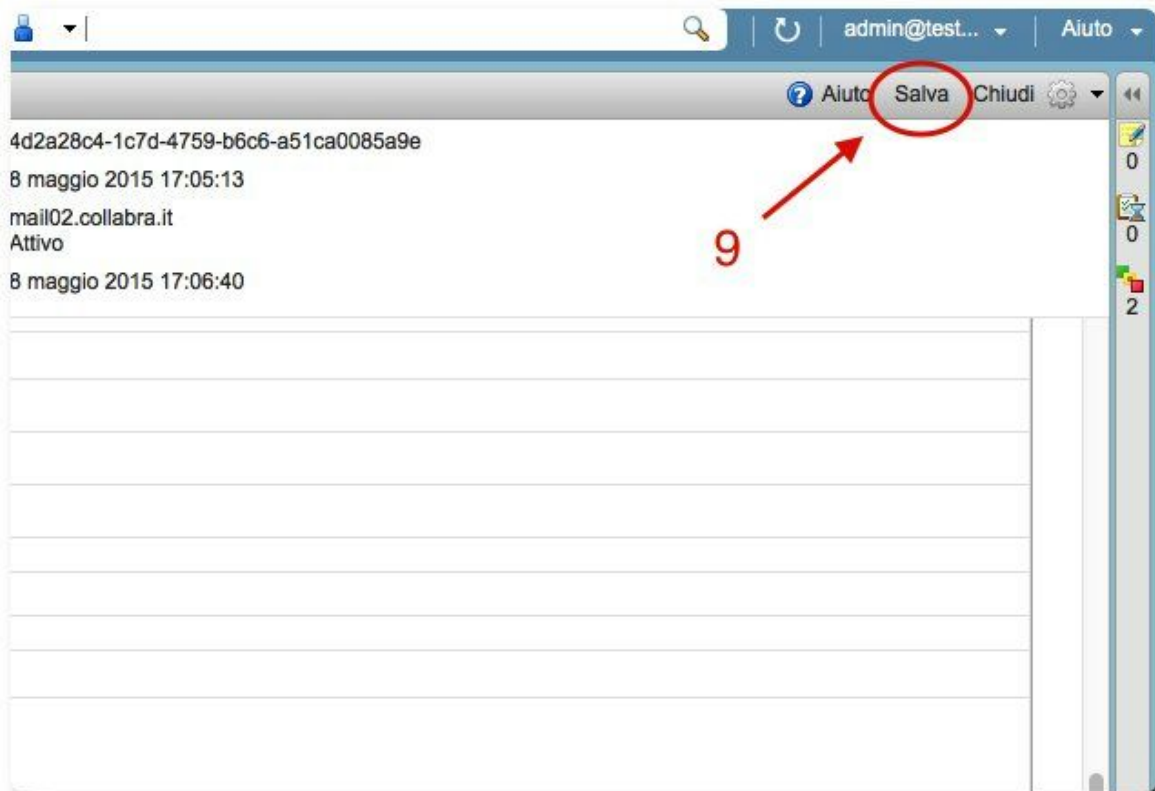 admin@test... Aiuto
Aiuto Salva Chiudi
4d2a28c4-1c7d-4759-b6c6-a51ca0085a9e
0
8 maggio 2015 17:05:13
mail02.collabra.it
Attivo
0
9
8 maggio 2015 17:06:40
2